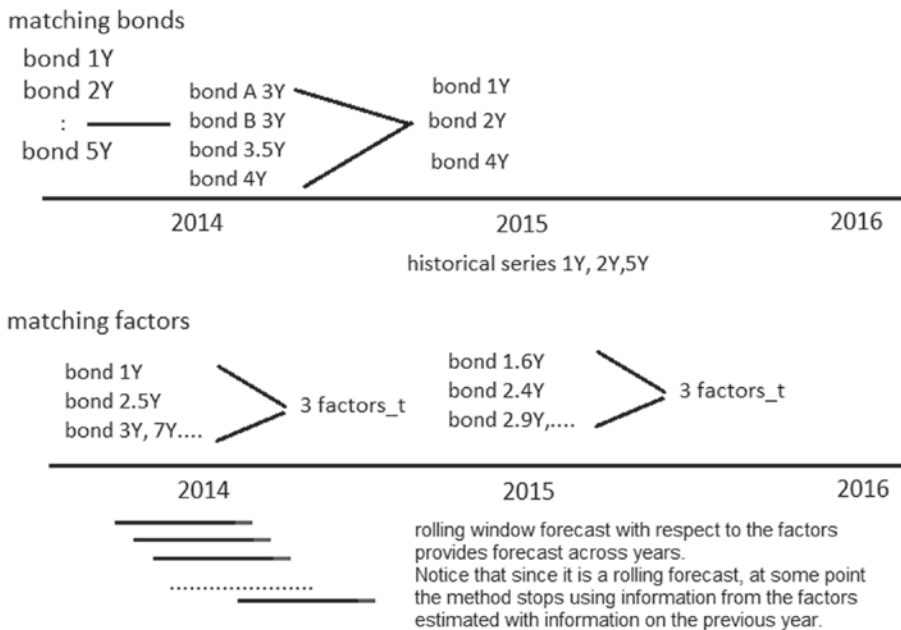 matching bonds
bond 1Y
bond 2Y
:
bond 5Y
bond A 3Y
bond B 3Y
bond 3.5Y
bond 4Y
bond 1Y
bond 2Y
bond 4Y
2014 2015 2016
historical series 1Y, 2Y,5Y
matching factors
bond 1Y
bond 2.5Y
bond 3Y, 7Y....
3 factors_t
bond 1.6Y
bond 2.4Y
bond 2.9Y,....
3 factors_t
2014 2015 2016
rolling window forecast with respect to the factors
provides forecast across years.
Notice that since it is a rolling forecast, at some point
the method stops using information from the factors
estimated with information on the previous year.